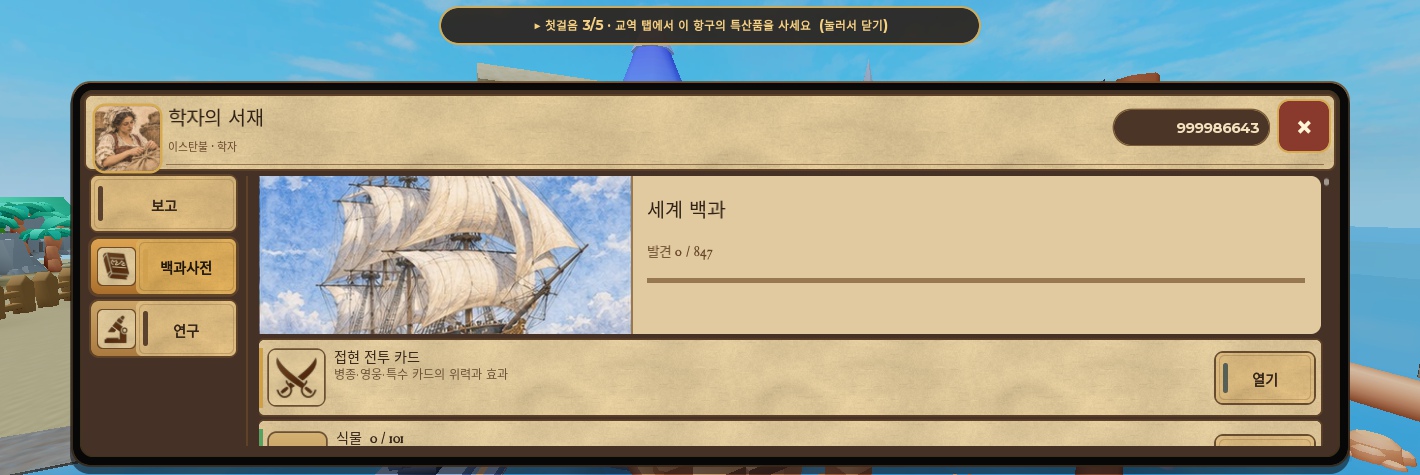 ▸ 첫걸음 3/5 · 교역 탭에서 이 항구의 특산품을 사세요 (눌러서 닫기)
학자의 서재
이스탄불 · 학자
999986643
×
보고
백과사전
연구
세계 백과
발견 0 / 847
접현 전투 카드
병종·영웅·특수 카드의 위력과 효과
열기
식물 0 / 101